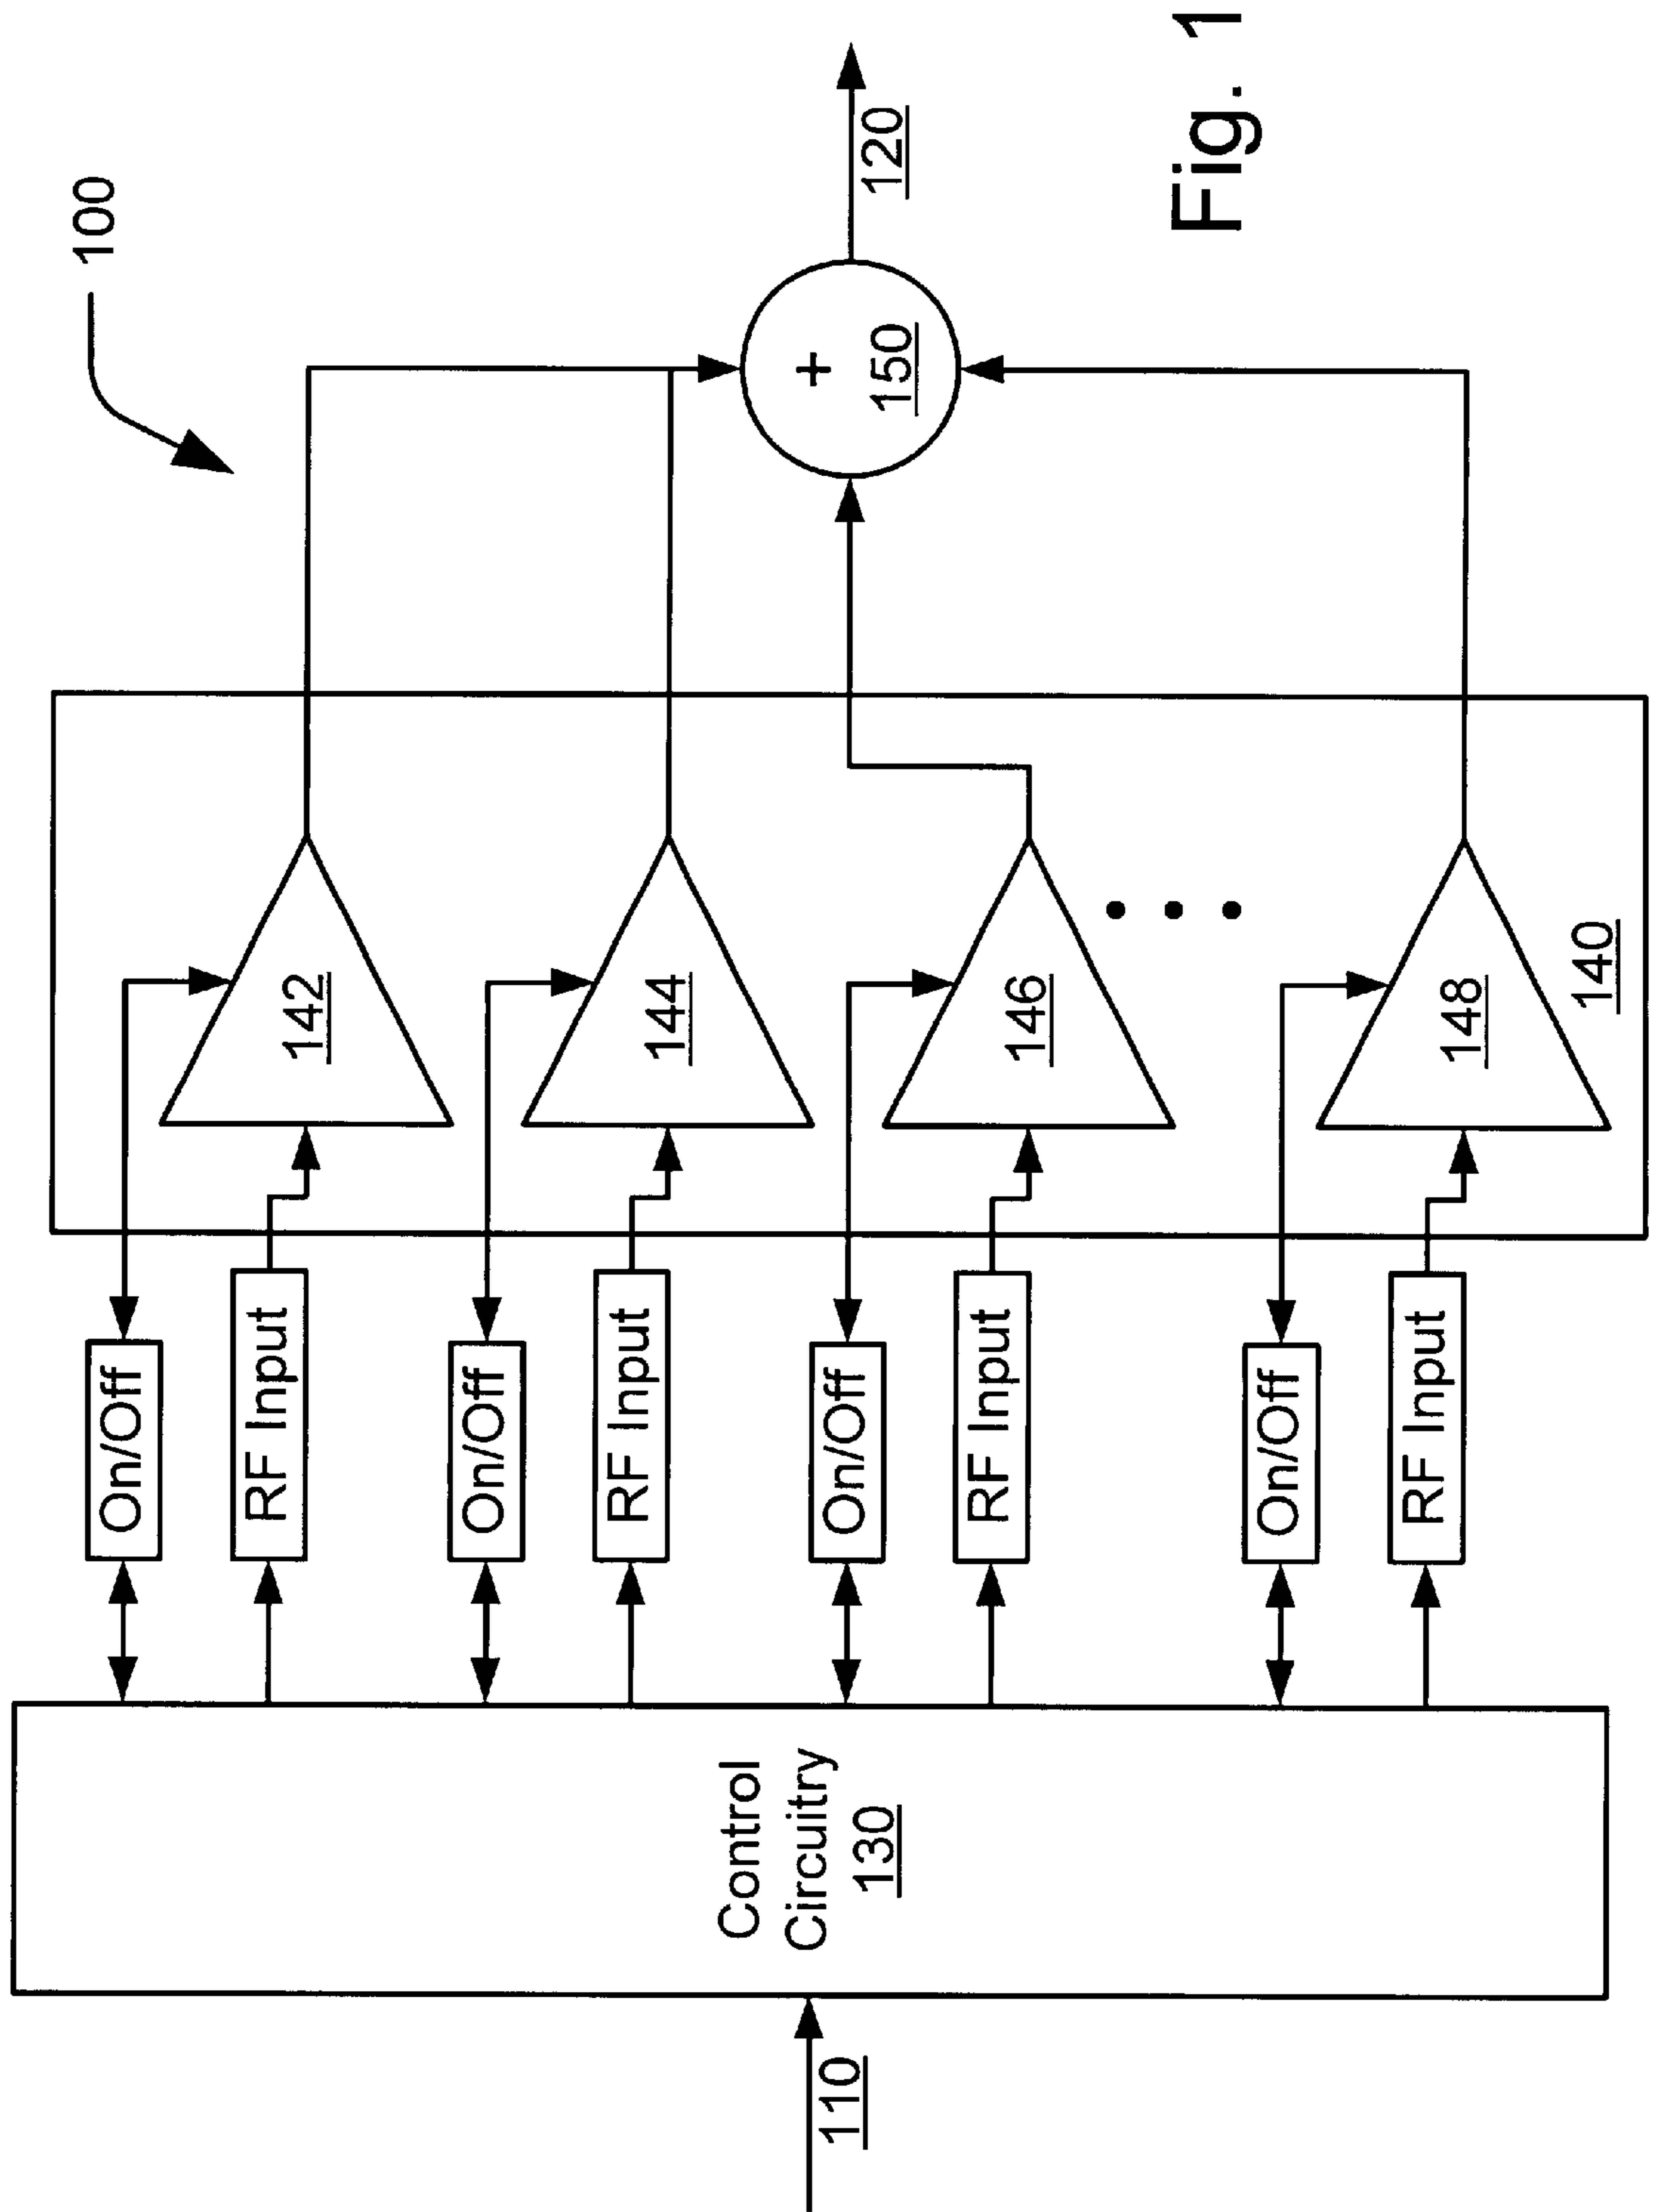 100
On/Off
RF Input
142
On/Off
RF Input
144
On/Off
RF Input
146
On/Off
RF Input
148
140
Control
Circuitry
130
110
+
150
120
Fig. 1